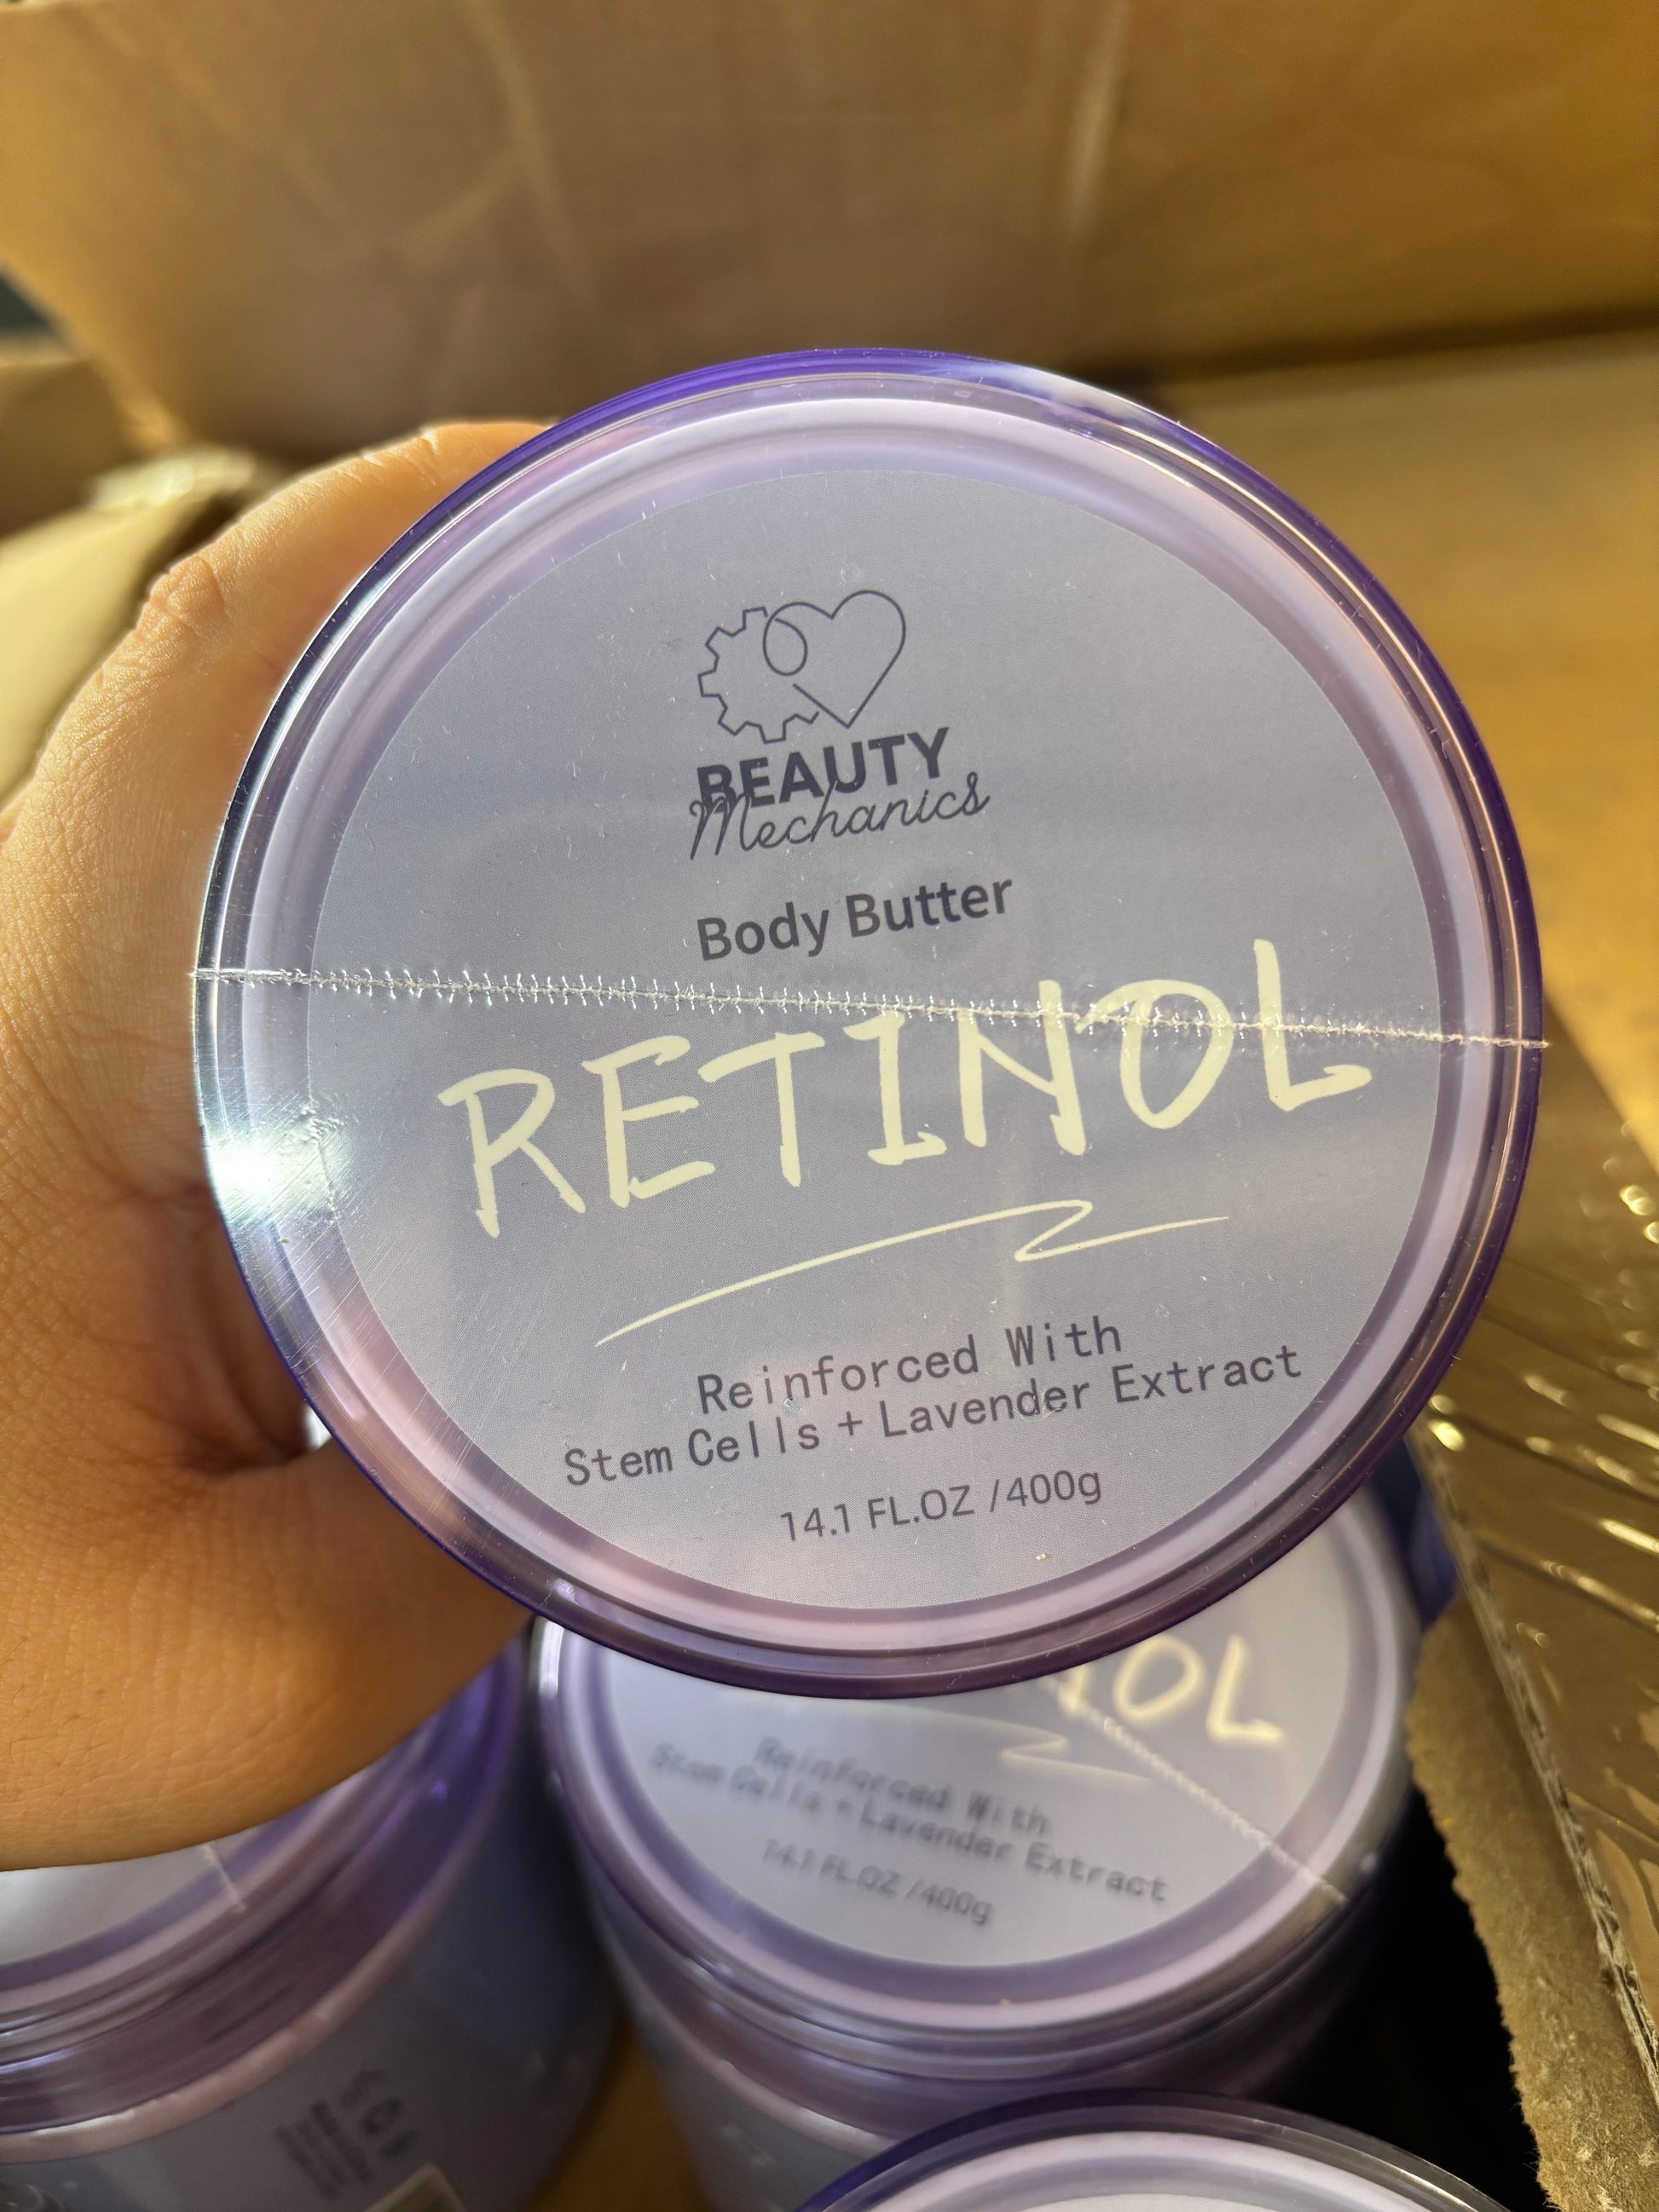 BEAUTY
Mechanics
Body Butter
RETINOL
Reinforced With
Stem Cells + Lavender Extract
14.1 FL.OZ /400g
NOL
Reinforced With
Stem Cells + Lavender Extract
14.1 FL.OZ /400g